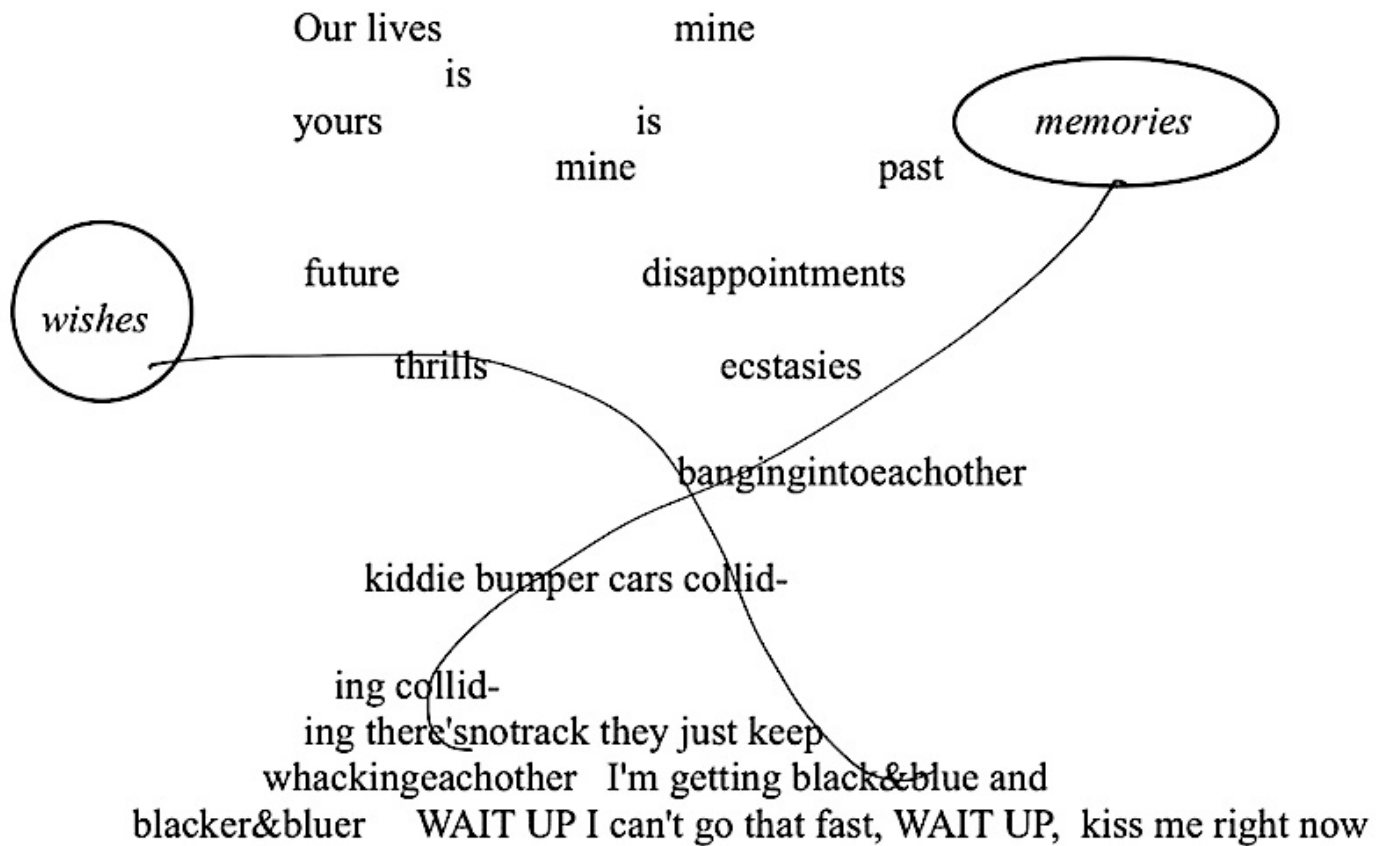 Our lives mine
is
yours is memories
mine past
future disappointments
wishes
thrills ecstasies
bangingintoeachother
kiddie bumper cars collid-
ing collid-
ing there'snotrack they just keep
whackingeachother I'm getting black&blue and
blacker&bluer WAIT UP I can't go that fast, WAIT UP, kiss me right now